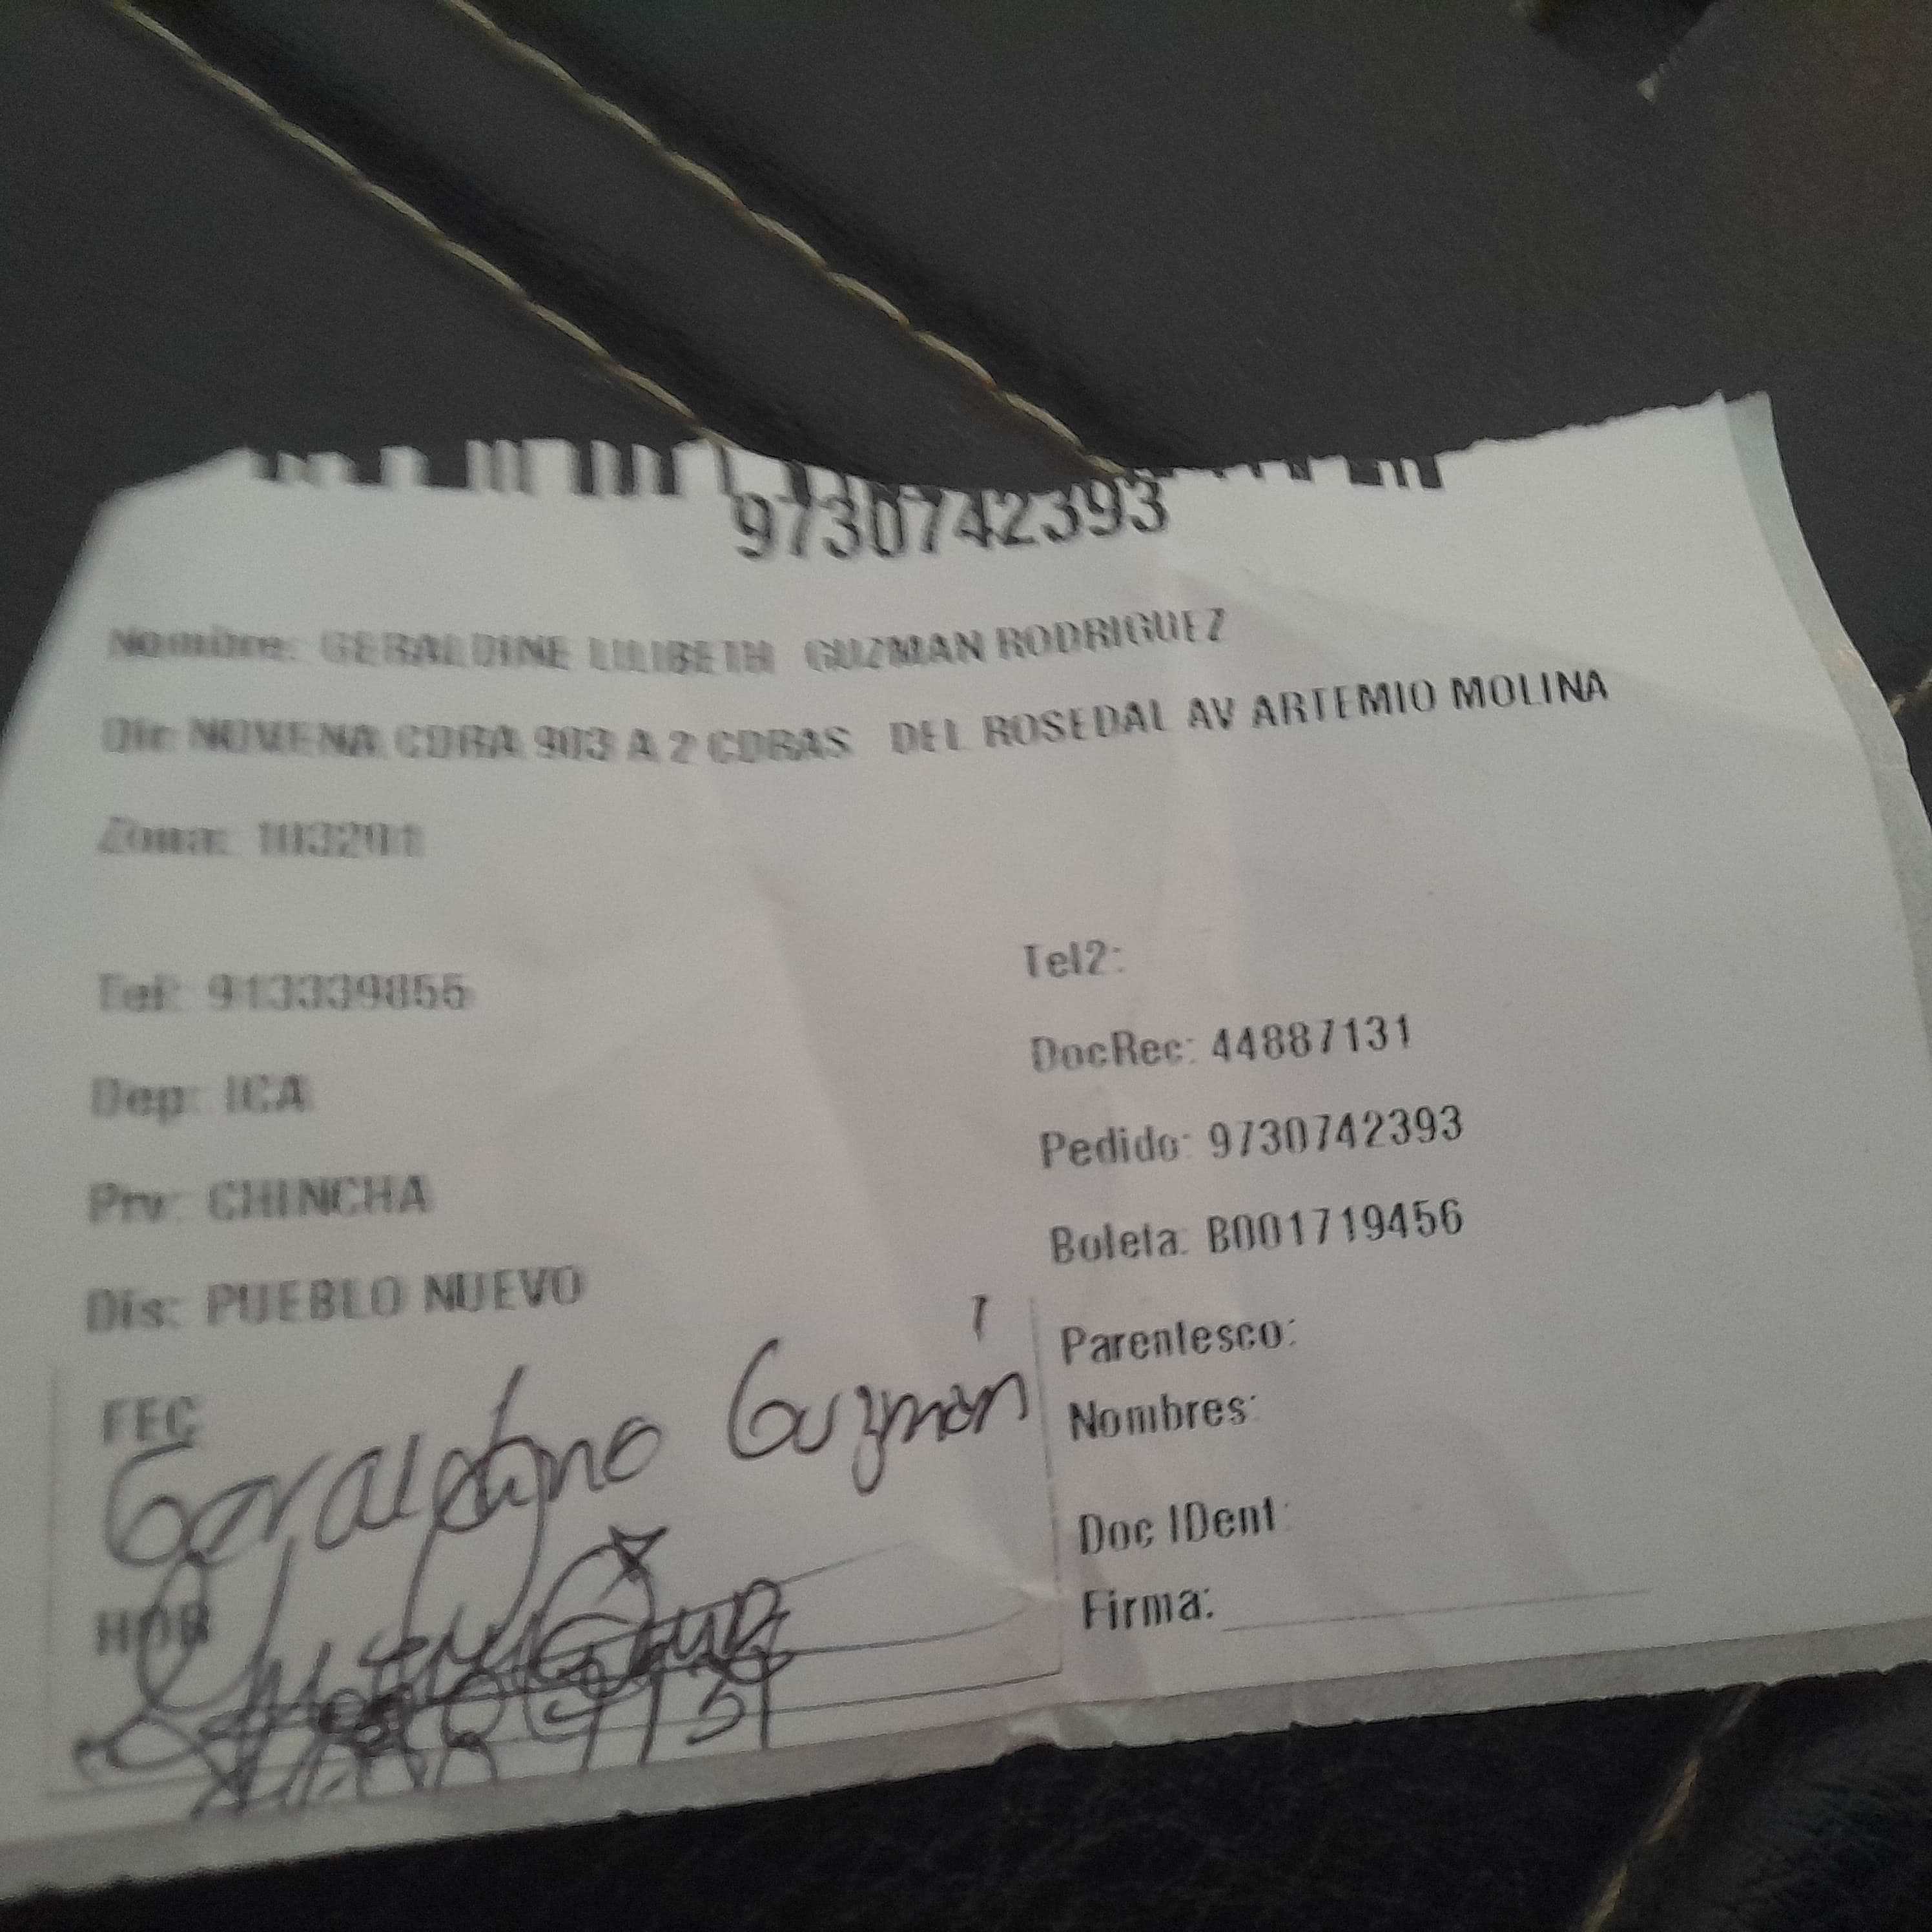 9730742393
Nombre: GERALDINE LILIBETH GUZMAN RODRIGUEZ
Dir: NOVENA CDRA 903 A 2 CDRAS DEL ROSEDAL AV ARTEMIO MOLINA
Zona: 103201
Tel: 913339855
Tel2:
DocRec: 44887131
Dep: ICA
Pedido: 9730742393
Prv: CHINCHA
Boleta: B001719456
Dis: PUEBLO NUEVO
Parentesco:
FEC
Nombres:
Geraldine Guzmán
Doc IDent:
HOR
Firma: